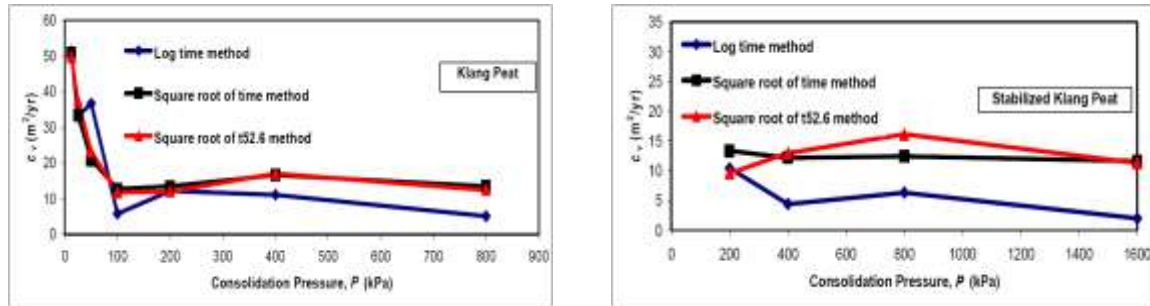 60
50
40
30
20
10
0
c v (m²/yr)
Log time method
Square root of time method
Square root of t52.6 method
Klang Peat
0 100 200 300 400 500 600 700 800 900
Consolidation Pressure, P (kPa)
35
30
25
20
15
10
5
0
c v (m²/yr)
Log time method
Square root of time method
Square root of t52.6 method
Stabilized Klang Peat
0 200 400 600 800 1000 1200 1400 1600
Consolidation Pressure, P (kPa)